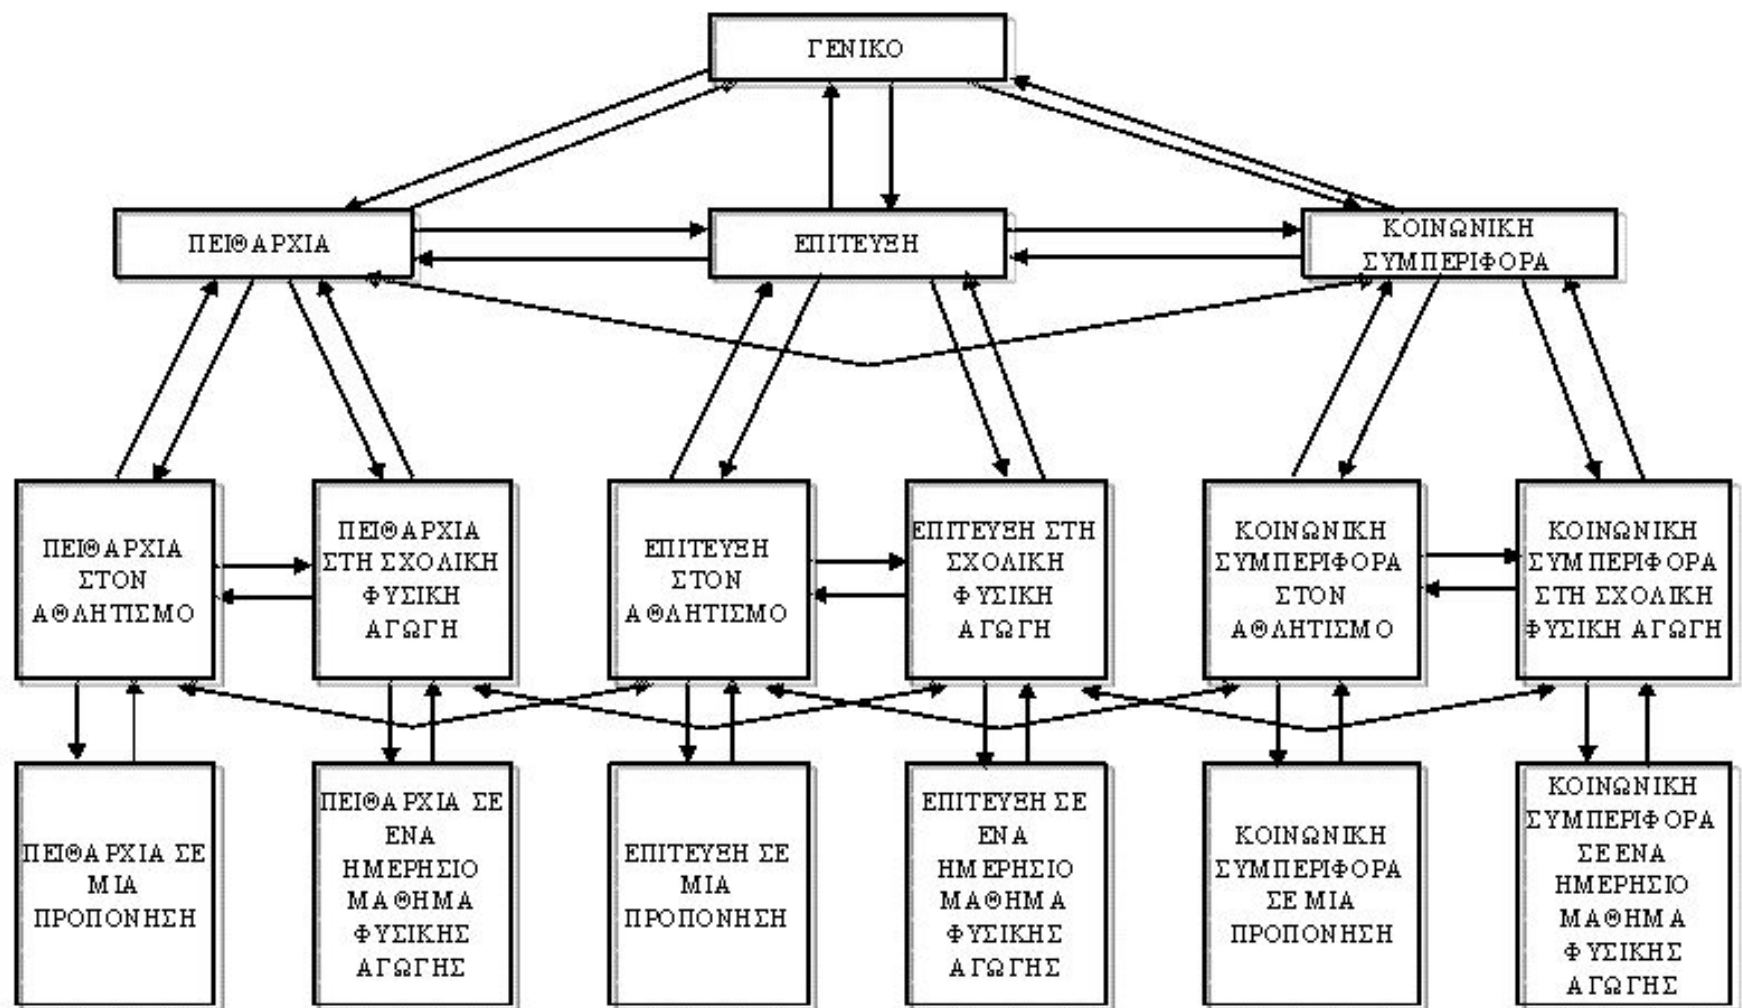 ΓΕΝΙΚΟ
ΠΕΙΘΑΡΧΙΑ
ΕΠΙΤΕΥΞΗ
ΚΟΙΝΩΝΙΚΗ
ΣΥΜΠΕΡΙΦΟΡΑ
ΠΕΙΘΑΡΧΙΑ
ΣΤΟΝ
ΑΘΛΗΤΙΣΜΟ
ΠΕΙΘΑΡΧΙΑ
ΣΤΗ ΣΧΟΛΙΚΗ
ΦΥΣΙΚΗ
ΑΓΩΓΗ
ΕΠΙΤΕΥΞΗ
ΣΤΟΝ
ΑΘΛΗΤΙΣΜΟ
ΕΠΙΤΕΥΞΗ ΣΤΗ
ΣΧΟΛΙΚΗ
ΦΥΣΙΚΗ
ΑΓΩΓΗ
ΚΟΙΝΩΝΙΚΗ
ΣΥΜΠΕΡΙΦΟΡΑ
ΣΤΟΝ
ΑΘΛΗΤΙΣΜΟ
ΚΟΙΝΩΝΙΚΗ
ΣΥΜΠΕΡΙΦΟΡΑ
ΣΤΗ ΣΧΟΛΙΚΗ
ΦΥΣΙΚΗ ΑΓΩΓΗ
ΠΕΙΘΑΡΧΙΑ ΣΕ
ΜΙΑ
ΠΡΟΠΟΝΗΣΗ
ΠΕΙΘΑΡΧΙΑ ΣΕ
ΕΝΑ
ΗΜΕΡΗΣΙΟ
ΜΑΘΗΜΑ
ΦΥΣΙΚΗΣ
ΑΓΩΓΗΣ
ΕΠΙΤΕΥΞΗ ΣΕ
ΜΙΑ
ΠΡΟΠΟΝΗΣΗ
ΕΠΙΤΕΥΞΗ ΣΕ
ΕΝΑ
ΗΜΕΡΗΣΙΟ
ΜΑΘΗΜΑ
ΦΥΣΙΚΗΣ
ΑΓΩΓΗΣ
ΚΟΙΝΩΝΙΚΗ
ΣΥΜΠΕΡΙΦΟΡΑ
ΣΕ ΜΙΑ
ΠΡΟΠΟΝΗΣΗ
ΚΟΙΝΩΝΙΚΗ
ΣΥΜΠΕΡΙΦΟΡΑ
ΣΕ ΕΝΑ
ΗΜΕΡΗΣΙΟ
ΜΑΘΗΜΑ
ΦΥΣΙΚΗΣ
ΑΓΩΓΗΣ